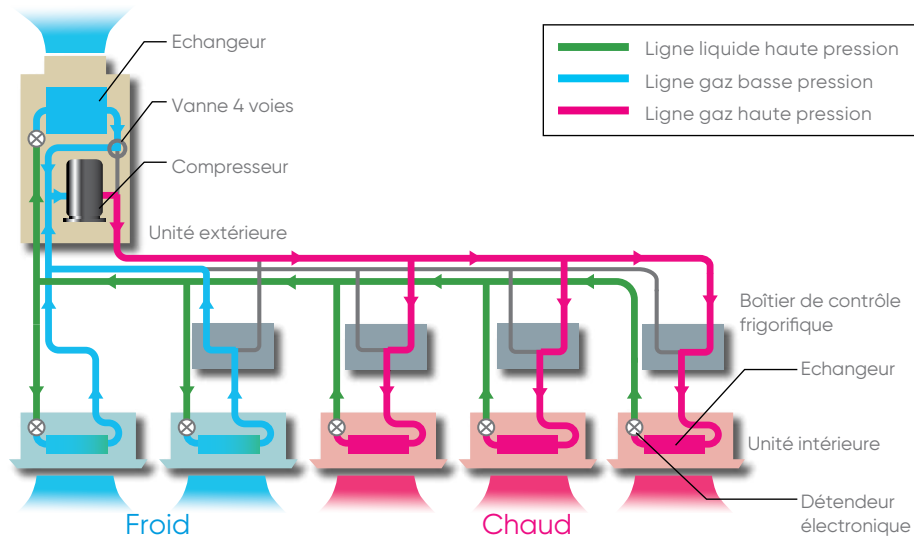 Echangeur
Vanne 4 voies
Compresseur
Unité extérieure
Ligne liquide haute pression
Ligne gaz basse pression
Ligne gaz haute pression
Boîtier de contrôle
frigorifique
Echangeur
Unité intérieure
Détendeur
électronique
Froid
Chaud